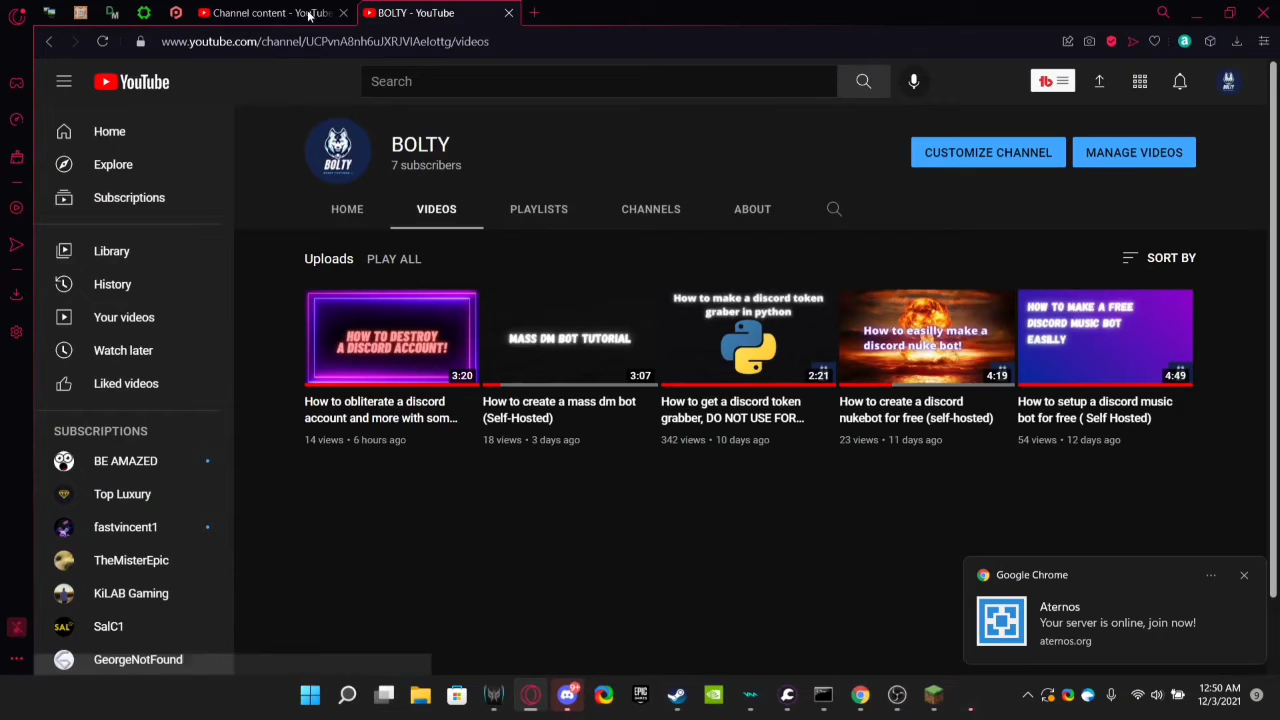 Channel content - YouTube
BOLTY - YouTube
www.youtube.com/channel/UCPvnA8nh6uJXRJVIAeIottg/videos
YouTube
Search
Home
Explore
Subscriptions
Library
History
Your videos
Watch later
Liked videos
SUBSCRIPTIONS
BE AMAZED
Top Luxury
fastvincent1
TheMisterEpic
KiLAB Gaming
SalC1
GeorgeNotFound
BOLTY
BOLTY
7 subscribers
CUSTOMIZE CHANNEL
MANAGE VIDEOS
HOME
VIDEOS
PLAYLISTS
CHANNELS
ABOUT
Uploads
PLAY ALL
SORT BY
HOW TO DESTROY
A DISCORD ACCOUNT!
3:20
How to obliterate a discord
account and more with som...
14 views • 6 hours ago
MASS DM BOT TUTORIAL
3:07
How to create a mass dm bot
(Self-Hosted)
18 views • 3 days ago
How to make a discord token
graber in python
2:21
How to get a discord token
grabber, DO NOT USE FOR...
342 views • 10 days ago
How to easilly make a
discord nuke bot!
4:19
How to create a discord
nukebot for free (self-hosted)
23 views • 11 days ago
HOW TO MAKE A FREE
DISCORD MUSIC BOT
EASILLY
4:49
How to setup a discord music
bot for free ( Self Hosted)
54 views • 12 days ago
Google Chrome
Aternos
Your server is online, join now!
aternos.org
EPIC
GAMES
9+
12:50 AM
12/3/2021
9